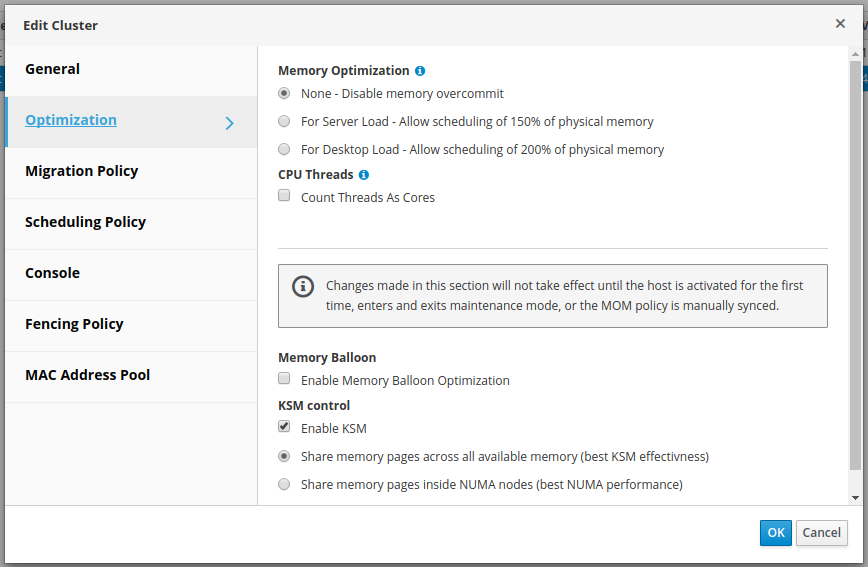 Edit Cluster
General
Optimization
Migration Policy
Scheduling Policy
Console
Fencing Policy
MAC Address Pool
Memory Optimization
None - Disable memory overcommit
For Server Load - Allow scheduling of 150% of physical memory
For Desktop Load - Allow scheduling of 200% of physical memory
CPU Threads
Count Threads As Cores
Changes made in this section will not take effect until the host is activated for the first
time, enters and exits maintenance mode, or the MOM policy is manually synced.
Memory Balloon
Enable Memory Balloon Optimization
KSM control
Enable KSM
Share memory pages across all available memory (best KSM effectivness)
Share memory pages inside NUMA nodes (best NUMA performance)
OK
Cancel